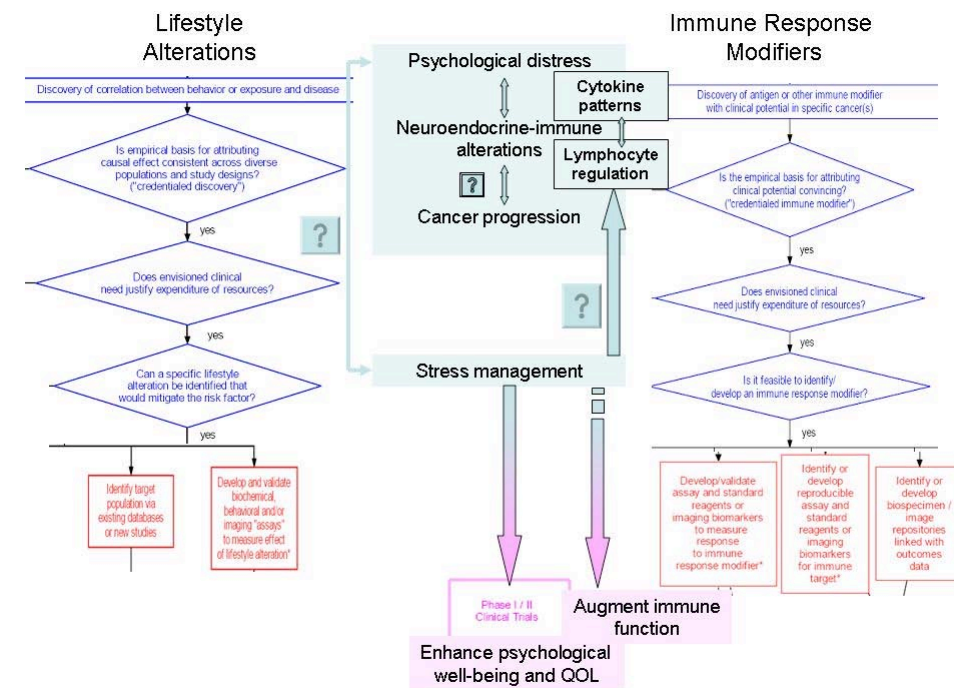 Lifestyle
Alterations
Discovery of correlation between behavior or exposure and disease
Is empirical basis for attributing
causal effect consistent across diverse
populations and study designs?
("credentialed discovery")
yes
Does envisioned clinical
need justify expenditure of resources?
yes
Can a specific lifestyle
alteration be identified that
would mitigate the risk factor?
yes
Identify target
population via
existing databases
or new studies
Develop and validate
biochemical,
behavioral and/or
imaging "assays"
to measure effect
of lifestyle alteration*
?
Psychological distress
Neuroendocrine-immune
alterations
?
Cancer progression
Cytokine
patterns
Lymphocyte
regulation
?
Stress management
Phase I / II
Clinical Trials
Enhance psychological
well-being and QOL
Augment immune
function
Immune Response
Modifiers
Discovery of antigen or other immune modifier
with clinical potential in specific cancer(s)
Is the empirical basis for attributing
clinical potential convincing?
("credentialed immune modifier")
yes
Does envisioned clinical
need justify expenditure of resources?
yes
Is it feasible to identify/
develop an immune response modifier?
yes
Develop/validate
assay and standard
reagents or
imaging biomarkers
to measure
response
to immune
response modifier*
Identify or
develop
reproducible
assay and
standard
reagents or
imaging
biomarkers
for immune
target*
Identify or
develop
biospecimen /
image
repositories
linked with
outcomes
data